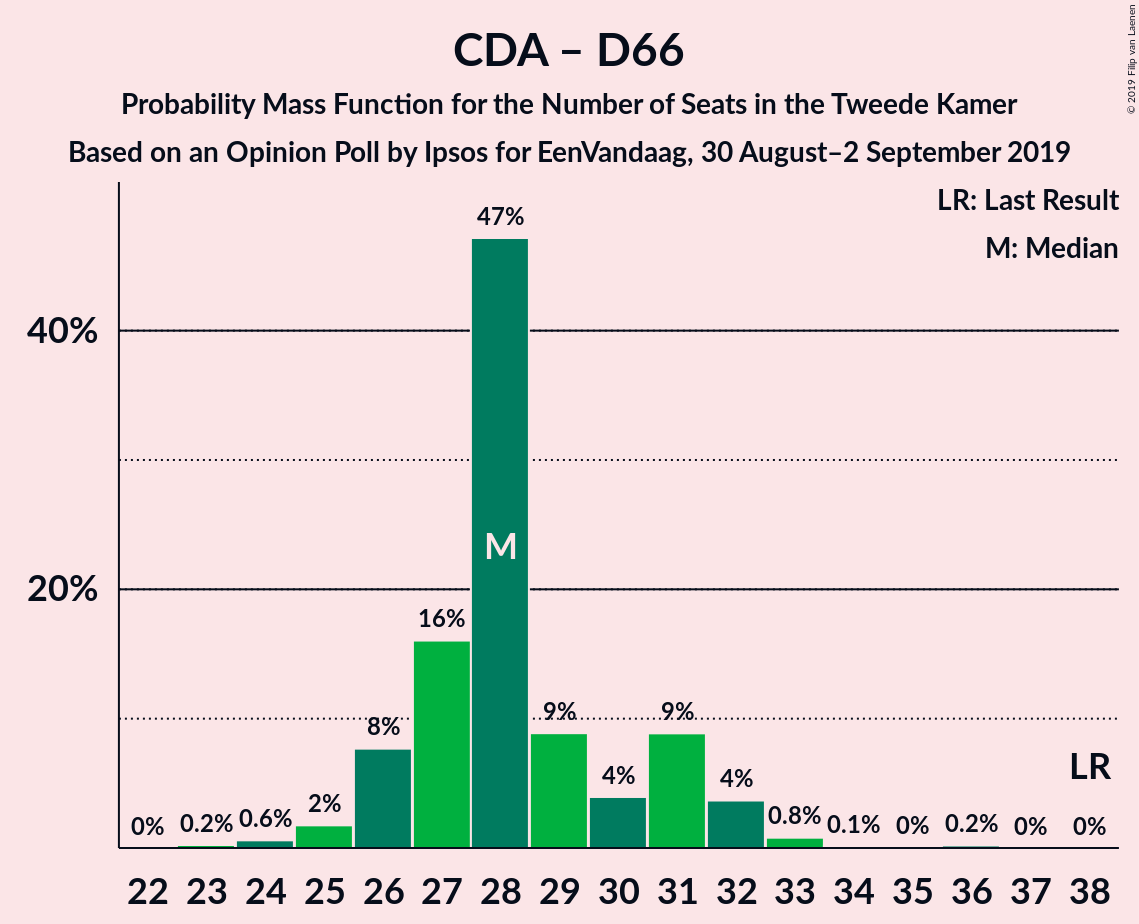 CDA – D66
Probability Mass Function for the Number of Seats in the Tweede Kamer
Based on an Opinion Poll by Ipsos for EenVandaag, 30 August–2 September 2019
© 2019 Filip van Laenen
LR: Last Result
M: Median
47%
40%
M
20%
16%
8%
9%
9%
LR
0%
0.2%
0.6%
2%
4%
4%
0.8%
0.1%
0%
0.2%
0%
0%
22 23 24 25 26 27 28 29 30 31 32 33 34 35 36 37 38